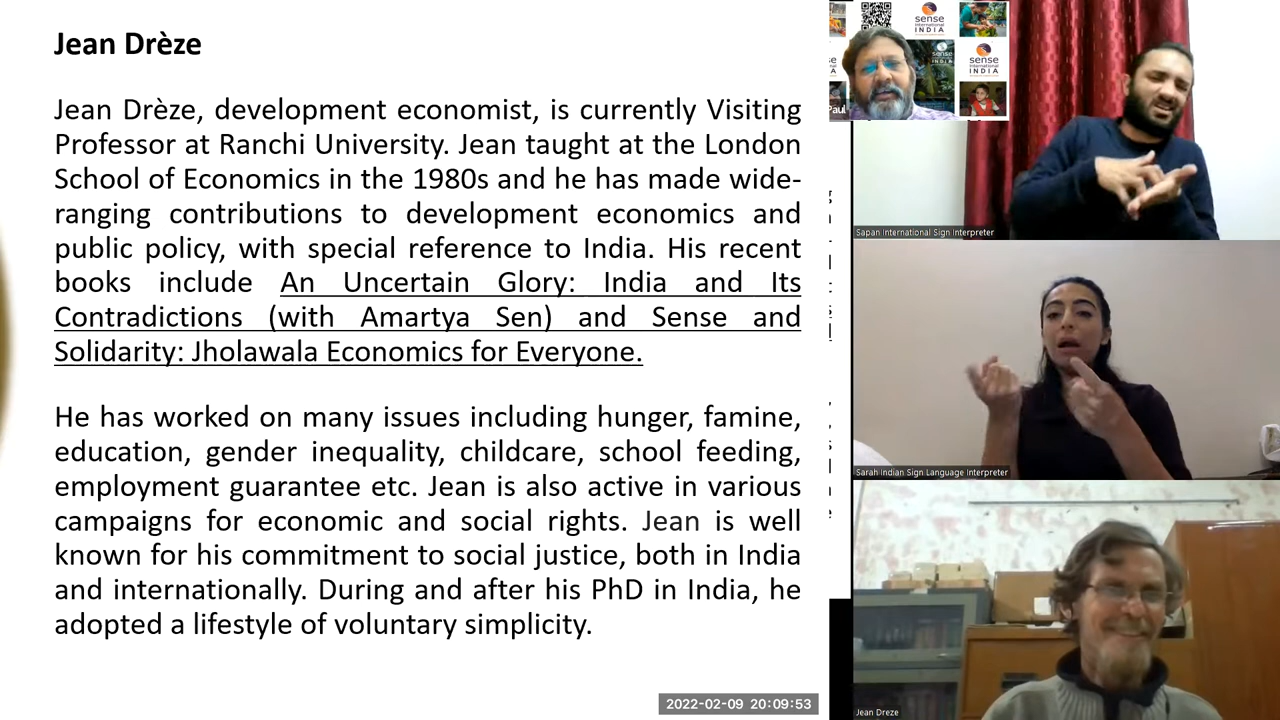 Jean Drèze
Jean Drèze, development economist, is currently Visiting
Professor at Ranchi University. Jean taught at the London
School of Economics in the 1980s and he has made wide-
ranging contributions to development economics and
public policy, with special reference to India. His recent
books include An Uncertain Glory: India and Its
Contradictions (with Amartya Sen) and Sense and
Solidarity: Jholawala Economics for Everyone.
He has worked on many issues including hunger, famine,
education, gender inequality, childcare, school feeding,
employment guarantee etc. Jean is also active in various
campaigns for economic and social rights. Jean is well
known for his commitment to social justice, both in India
and internationally. During and after his PhD in India, he
adopted a lifestyle of voluntary simplicity.
2022-02-09 20:09:53
sense
international
INDIA
sense
international
INDIA
sense
Paul
Sapan International Sign Interpreter
Sarah Indian Sign Language Interpreter
Jean Dreze